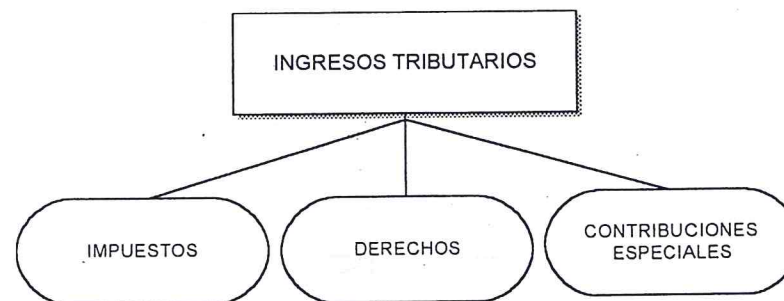 INGRESOS TRIBUTARIOS
IMPUESTOS
DERECHOS
CONTRIBUCIONES
ESPECIALES